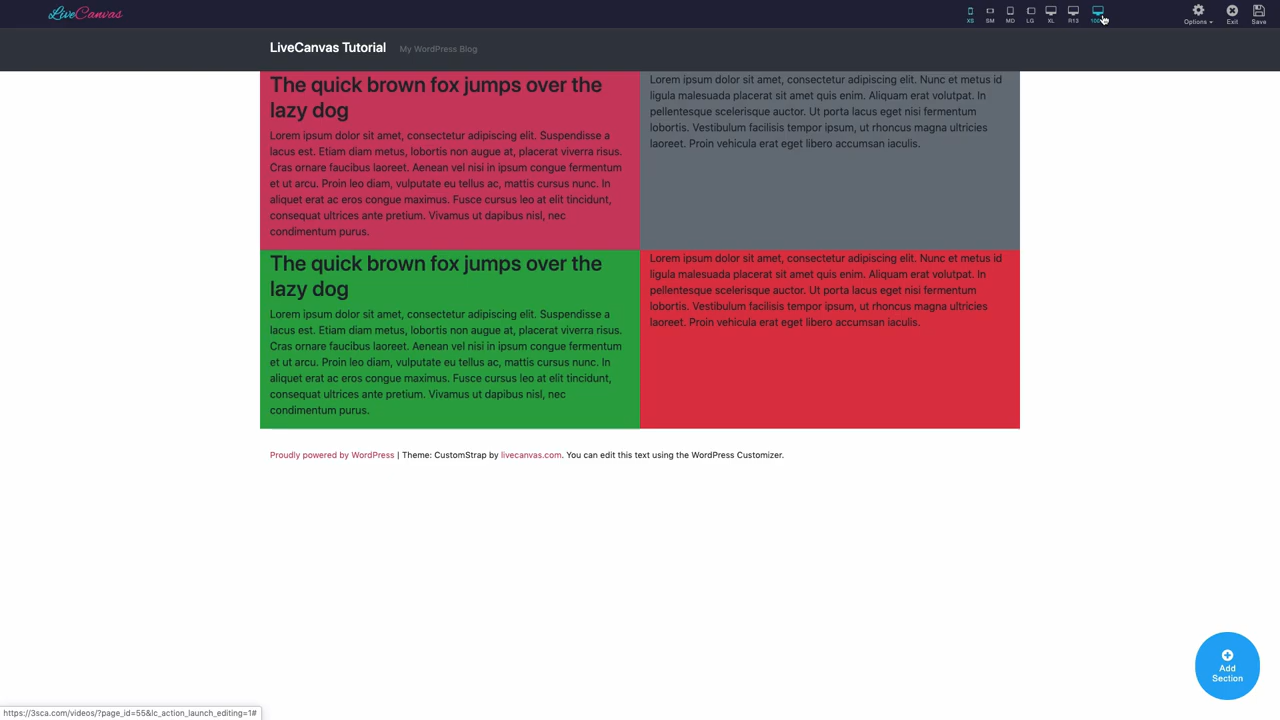 LiveCanvas
XS SM MD LG XL R13
Options Exit Save
LiveCanvas Tutorial My WordPress Blog
The quick brown fox jumps over the
lazy dog
Lorem ipsum dolor sit amet, consectetur adipiscing elit. Suspendisse a
lacus est. Etiam diam metus, lobortis non augue at, placerat viverra risus.
Cras ornare faucibus laoreet. Aenean vel nisi in ipsum congue fermentum
et ut arcu. Proin leo diam, vulputate eu tellus ac, mattis cursus nunc. In
aliquet erat ac eros congue maximus. Fusce cursus leo at elit tincidunt,
consequat ultrices ante pretium. Vivamus ut dapibus nisl, nec
condimentum purus.
Lorem ipsum dolor sit amet, consectetur adipiscing elit. Nunc et metus id
ligula malesuada placerat sit amet quis enim. Aliquam erat volutpat. In
pellentesque scelerisque auctor. Ut porta lacus eget nisi fermentum
lobortis. Vestibulum facilisis tempor ipsum, ut rhoncus magna ultricies
laoreet. Proin vehicula erat eget libero accumsan iaculis.
The quick brown fox jumps over the
lazy dog
Lorem ipsum dolor sit amet, consectetur adipiscing elit. Suspendisse a
lacus est. Etiam diam metus, lobortis non augue at, placerat viverra risus.
Cras ornare faucibus laoreet. Aenean vel nisi in ipsum congue fermentum
et ut arcu. Proin leo diam, vulputate eu tellus ac, mattis cursus nunc. In
aliquet erat ac eros congue maximus. Fusce cursus leo at elit tincidunt,
consequat ultrices ante pretium. Vivamus ut dapibus nisl, nec
condimentum purus.
Lorem ipsum dolor sit amet, consectetur adipiscing elit. Nunc et metus id
ligula malesuada placerat sit amet quis enim. Aliquam erat volutpat. In
pellentesque scelerisque auctor. Ut porta lacus eget nisi fermentum
lobortis. Vestibulum facilisis tempor ipsum, ut rhoncus magna ultricies
laoreet. Proin vehicula erat eget libero accumsan iaculis.
Proudly powered by WordPress | Theme: CustomStrap by livecanvas.com. You can edit this text using the WordPress Customizer.
Add
Section
https://3sca.com/videos/?page_id=55&lc_action_launch_editing=1#